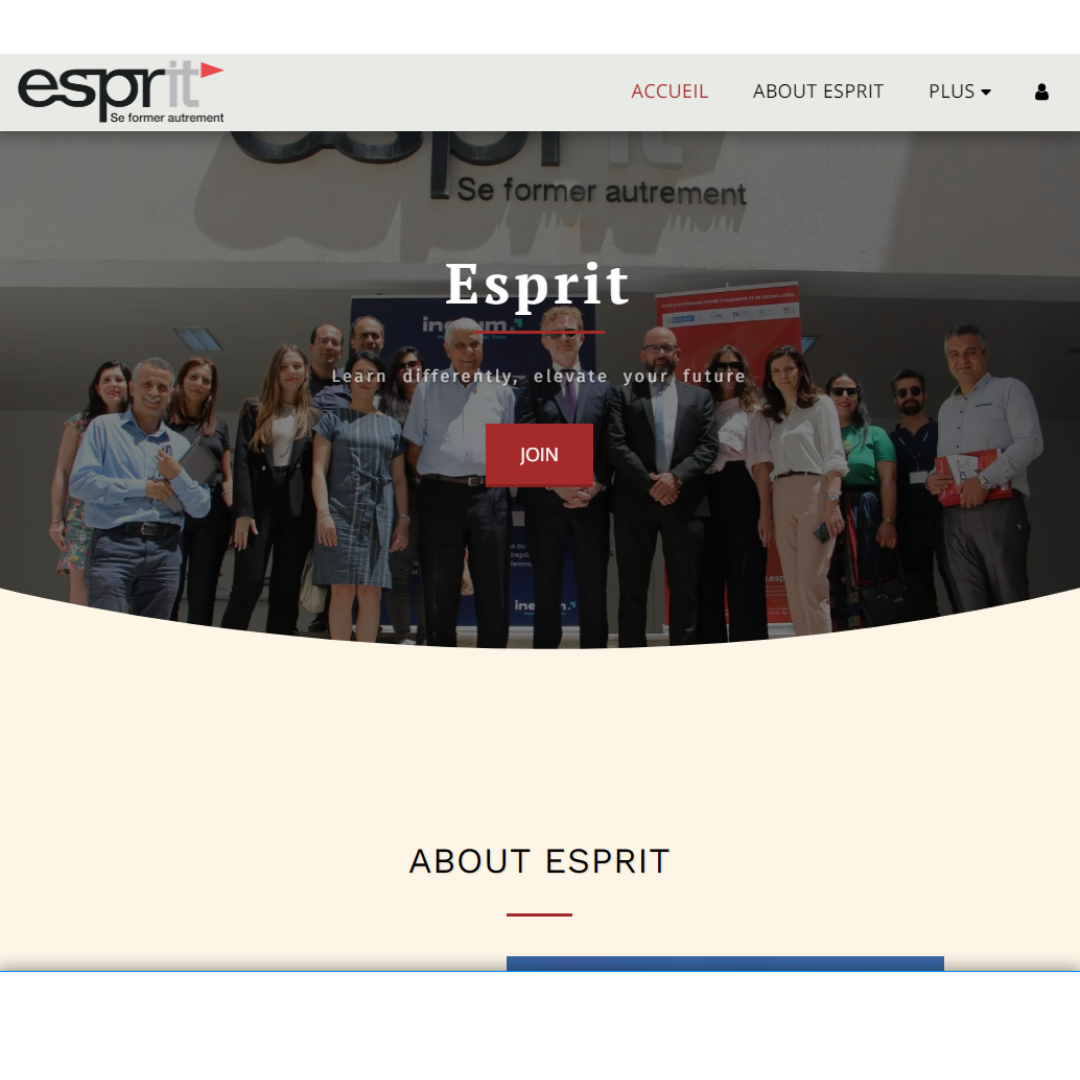 esprit
Se former autrement
ACCUEIL ABOUT ESPRIT PLUS
Se former autrement
Esprit
Learn differently, elevate your future
JOIN
ABOUT ESPRIT